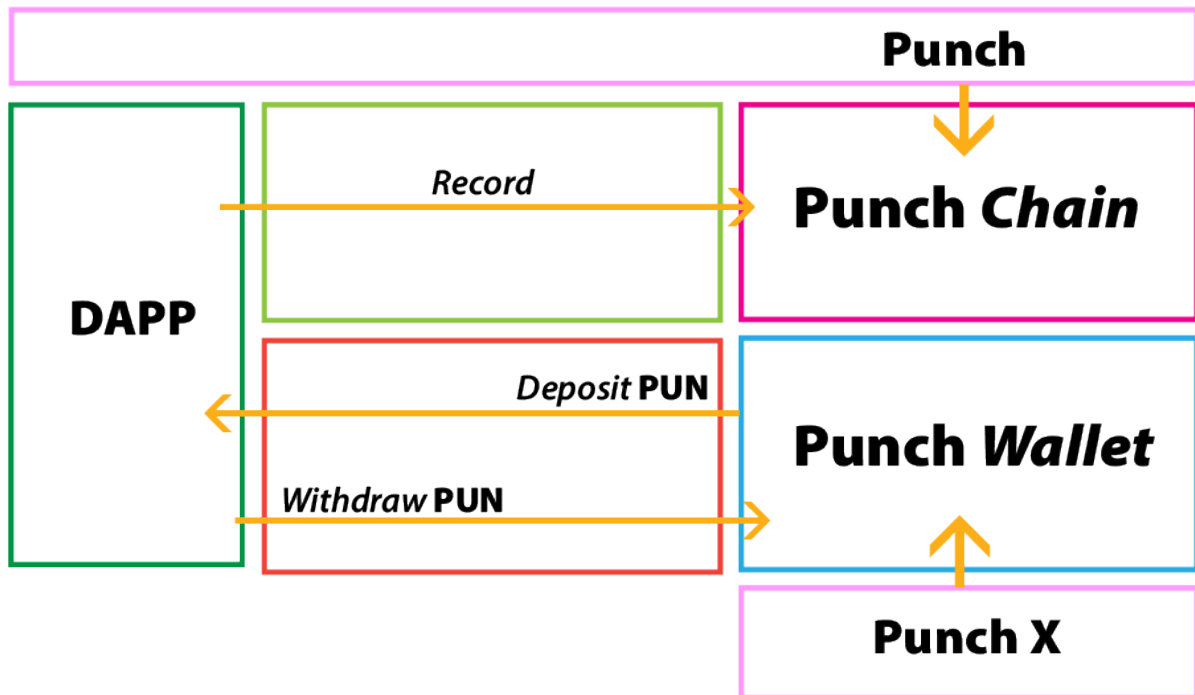 Punch
Record
Punch Chain
DAPP
Deposit PUN
Punch Wallet
Withdraw PUN
Punch X